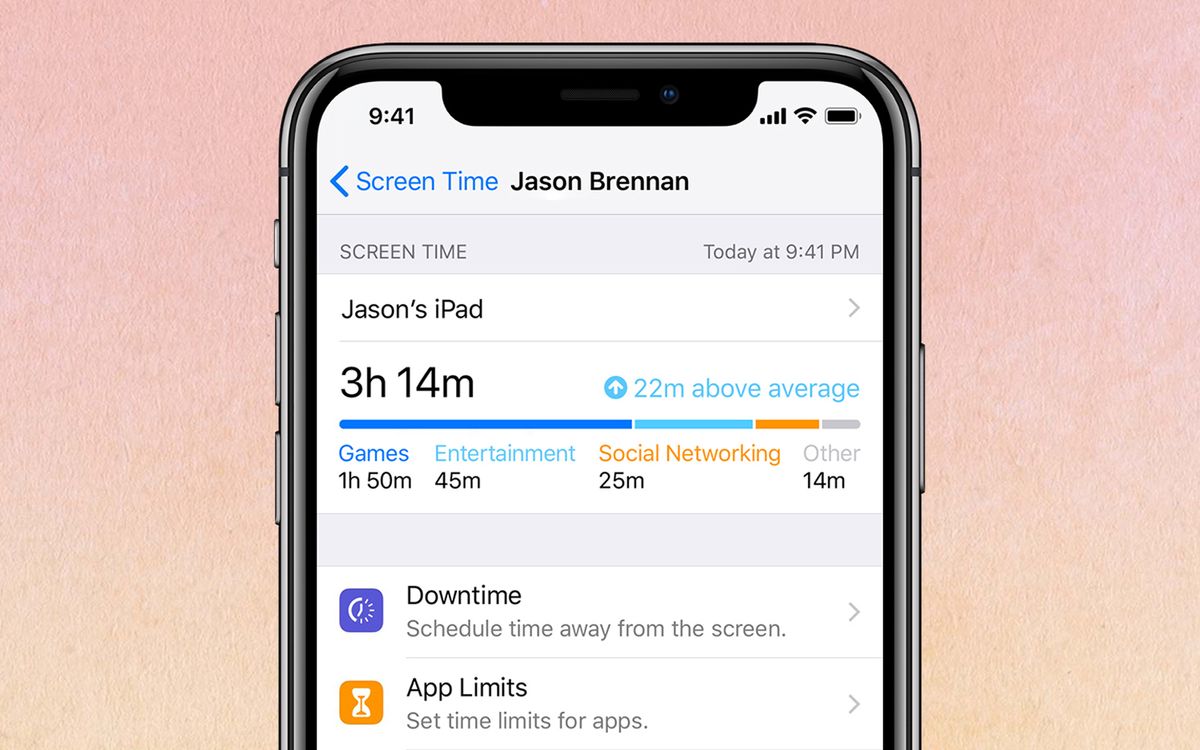 9:41
Screen Time Jason Brennan
SCREEN TIME Today at 9:41 PM
Jason’s iPad
3h 14m 22m above average
Games Entertainment Social Networking Other
1h 50m 45m 25m 14m
Downtime
Schedule time away from the screen.
App Limits
Set time limits for apps.